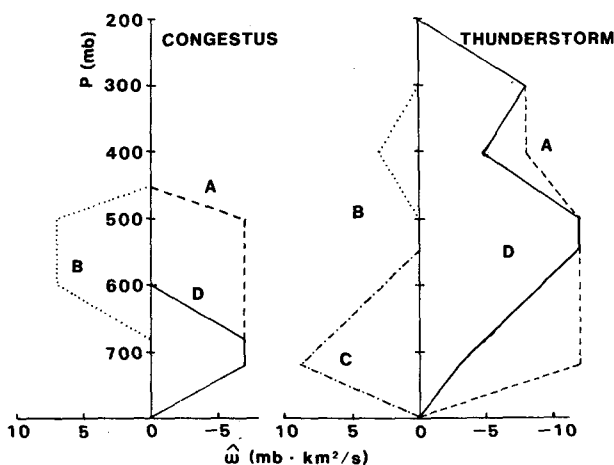 CONGESTUS
THUNDERSTORM
P (mb)
200
300
400
500
600
700
A
B
D
A
B
D
C
10 5 0 -5 10 5 0 -5 -10
ω̂ (mb · km²/s)